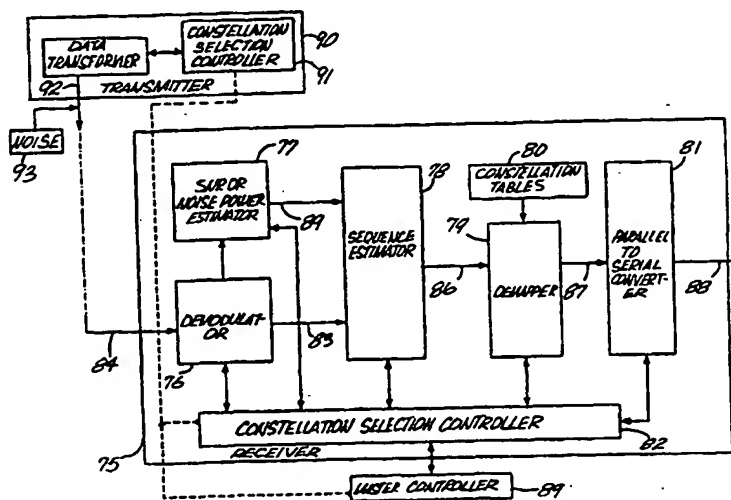 CONSTELLATION
SELECTION
CONTROLLER
90
91
DATA
TRANSFORMER
92
TRANSMITTER
NOISE
93
77
SNR OR
NOISE POWER
ESTIMATOR
89
78
SEQUENCE
ESTIMATOR
80
CONSTELLATION
TABLES
79
DEMAPPER
81
PARALLEL
TO
SERIAL
CONVERT-
ER
86
87
88
84
DEMODULAT-
OR
83
76
CONSTELLATION SELECTION CONTROLLER
82
75
RECEIVER
MASTER CONTROLLER
89